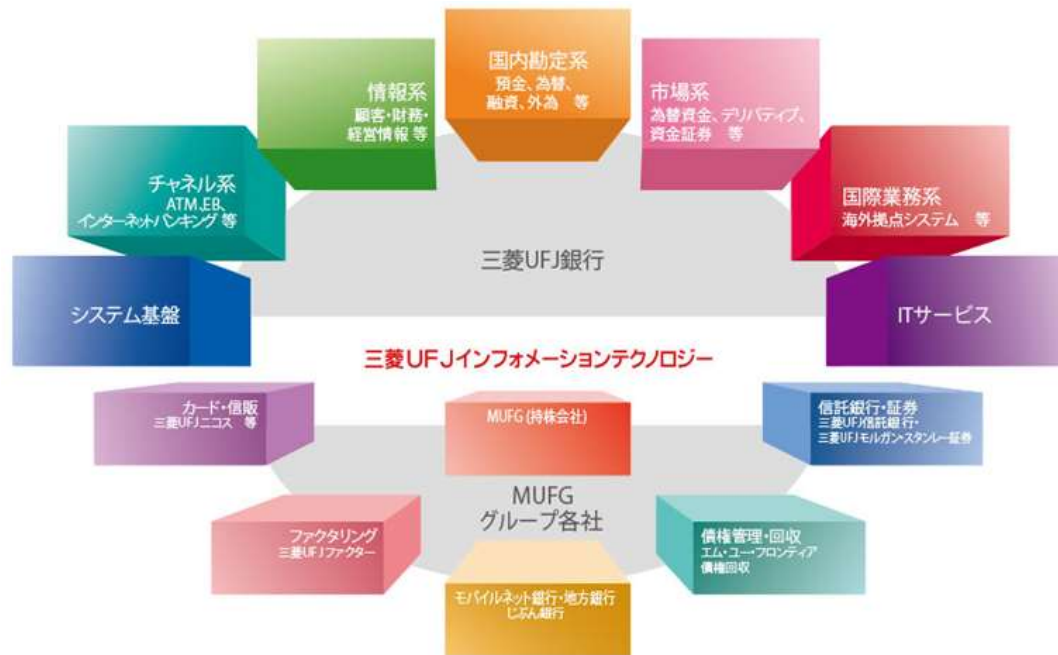 国内勘定系
預金、為替、
融資、外為 等
情報系
顧客・財務・
経営情報 等
市場系
為替資金、デリバティブ、
資金証券 等
チャネル系
ATM、EB、
インターネットバンキング 等
国際業務系
海外拠点システム 等
三菱UFJ銀行
システム基盤
ITサービス
三菱UFJインフォメーションテクノロジー
カード・信販
三菱UFJニコス 等
MUFG (持株会社)
信託銀行・証券
三菱UFJ信託銀行・
三菱UFJモルガン・スタンレー証券
MUFG
グループ各社
ファクタリング
三菱UFJファクター
債権管理・回収
エム・ユー・フロンティア
債権回収
モバイルネット銀行・地方銀行
じぶん銀行